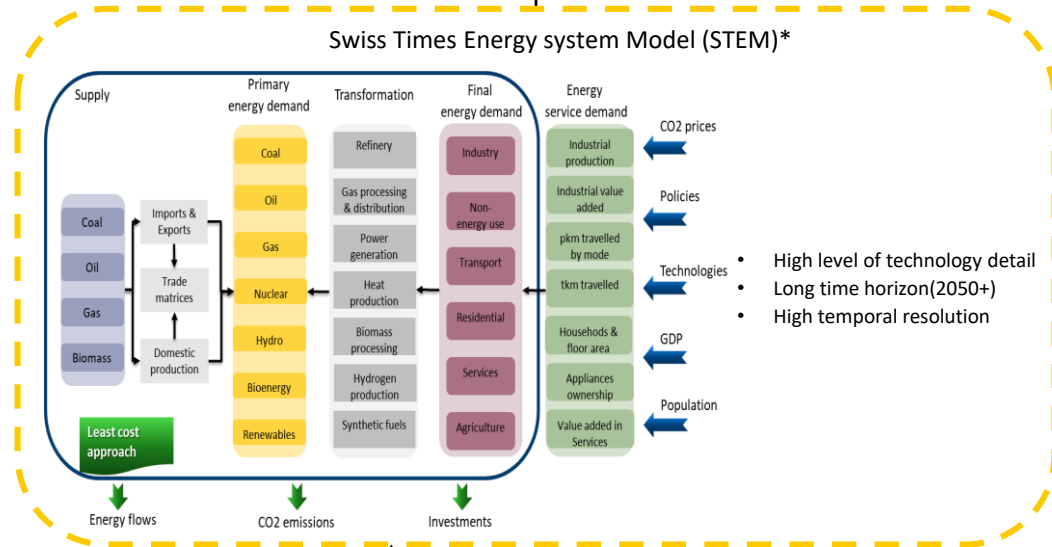 Swiss Times Energy system Model (STEM)*
Supply
Primary
energy demand
Transformation
Final
energy demand
Energy
service demand
Coal
Oil
Gas
Biomass
Imports &
Exports
Trade
matrices
Domestic
production
Coal
Oil
Gas
Nuclear
Hydro
Bioenergy
Renewables
Refinery
Gas processing
& distribution
Power
generation
Heat
production
Biomass
processing
Hydrogen
production
Synthetic fuels
Industry
Non-
energy use
Transport
Residential
Services
Agriculture
Industrial
production
Industrial value
added
pkm travelled
by mode
tkm travelled
Househods &
floor area
Appliances
ownership
Value added in
Services
CO2 prices
Policies
Technologies
GDP
Population
• High level of technology detail
• Long time horizon(2050+)
• High temporal resolution
Least cost
approach
Energy flows
CO2 emissions
Investments